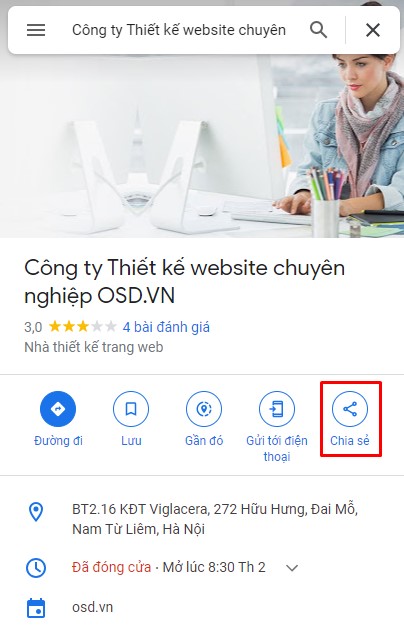 Công ty Thiết kế website chuyên
Công ty Thiết kế website chuyên
nghiệp OSD.VN
3,0 4 bài đánh giá
Nhà thiết kế trang web
Đường đi
Lưu
Gần đó
Gửi tới điện
thoại
Chia sẻ
BT2.16 KĐT Viglacera, 272 Hữu Hưng, Đai Mỗ,
Nam Từ Liêm, Hà Nội
Đã đóng cửa · Mở lúc 8:30 Th 2
osd.vn